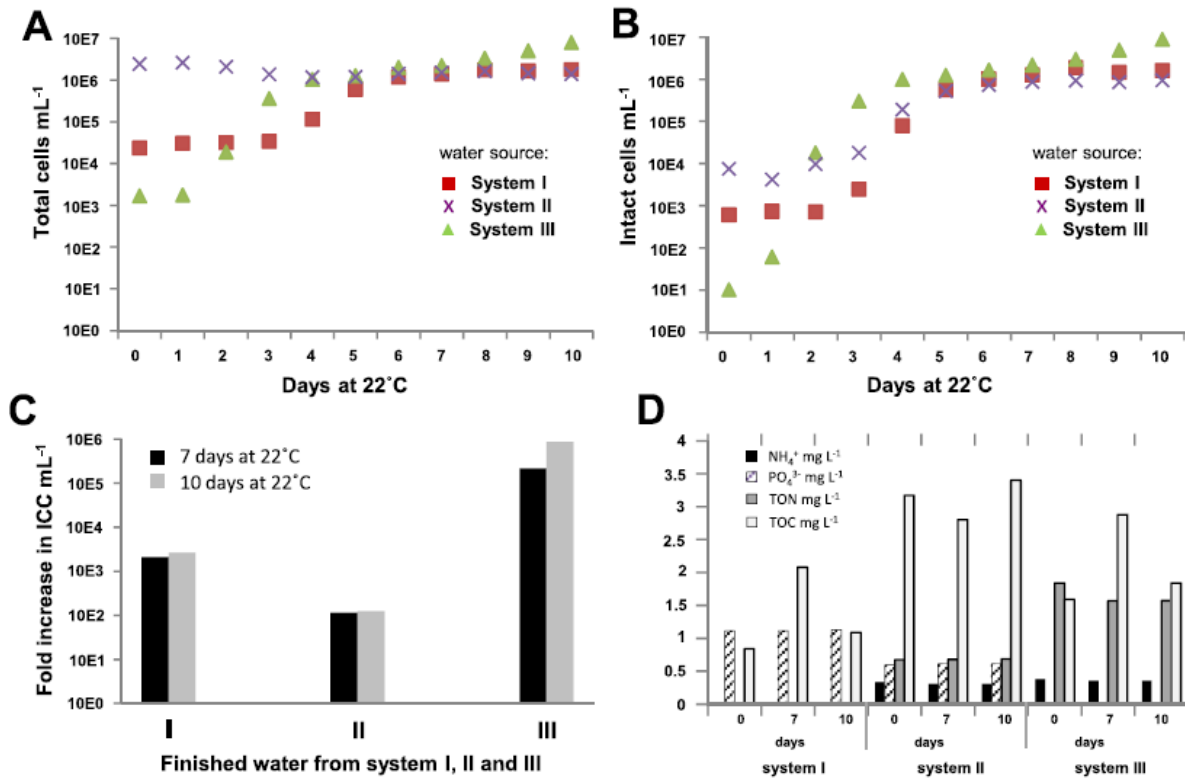 A
Total cells mL⁻¹
10E7
10E6
10E5
10E4
10E3
10E2
10E1
10E0
water source:
System I
System II
System III
0 1 2 3 4 5 6 7 8 9 10
Days at 22˚C
B
Intact cells mL⁻¹
10E7
10E6
10E5
10E4
10E3
10E2
10E1
10E0
water source:
System I
System II
System III
0 1 2 3 4 5 6 7 8 9 10
Days at 22˚C
C
Fold increase in ICC mL⁻¹
10E6
10E5
10E4
10E3
10E2
10E1
10E0
7 days at 22˚C
10 days at 22˚C
I II III
Finished water from system I, II and III
D
4
3.5
3
2.5
2
1.5
1
0.5
0
NH₄⁺ mg L⁻¹
PO₄³⁻ mg L⁻¹
TON mg L⁻¹
TOC mg L⁻¹
0 7 10 0 7 10 0 7 10
days days days
system I system II system III